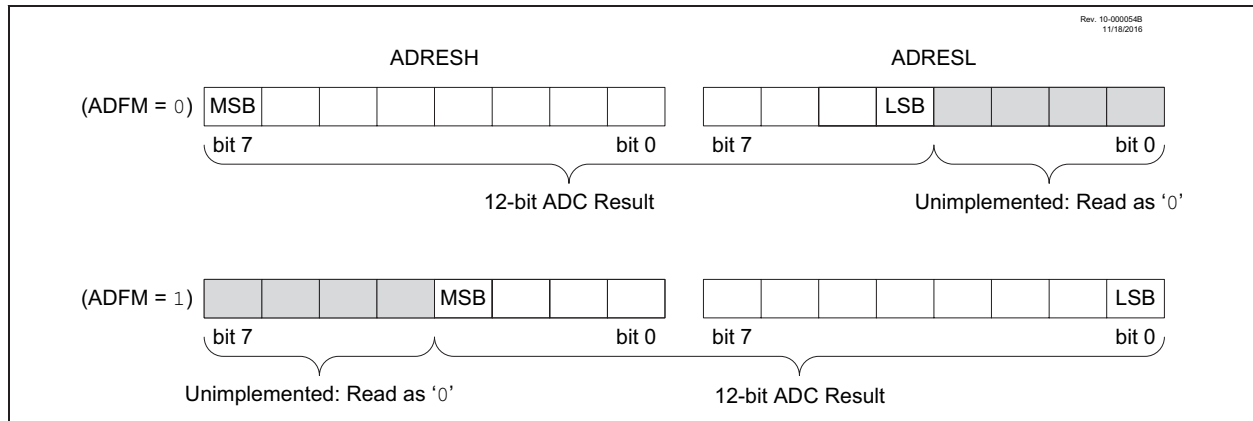 Rev. 10-000054B
11/18/2016
ADRESH ADRESL
(ADFM = 0) MSB LSB
bit 7 bit 0 bit 7 bit 0
12-bit ADC Result Unimplemented: Read as ‘0’
(ADFM = 1) MSB LSB
bit 7 bit 0 bit 7 bit 0
Unimplemented: Read as ‘0’ 12-bit ADC Result